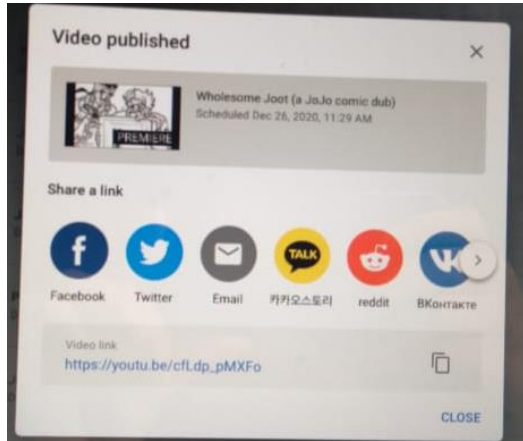 Video published
Wholesome Joot (a JoJo comic dub)
Scheduled Dec 26, 2020, 11:29 AM
PREMIERE
Share a link
f
TALK
Facebook
Twitter
Email
카카오스토리
reddit
ВКонтакте
Video link
https://youtu.be/cfLdp_pMXFo
CLOSE